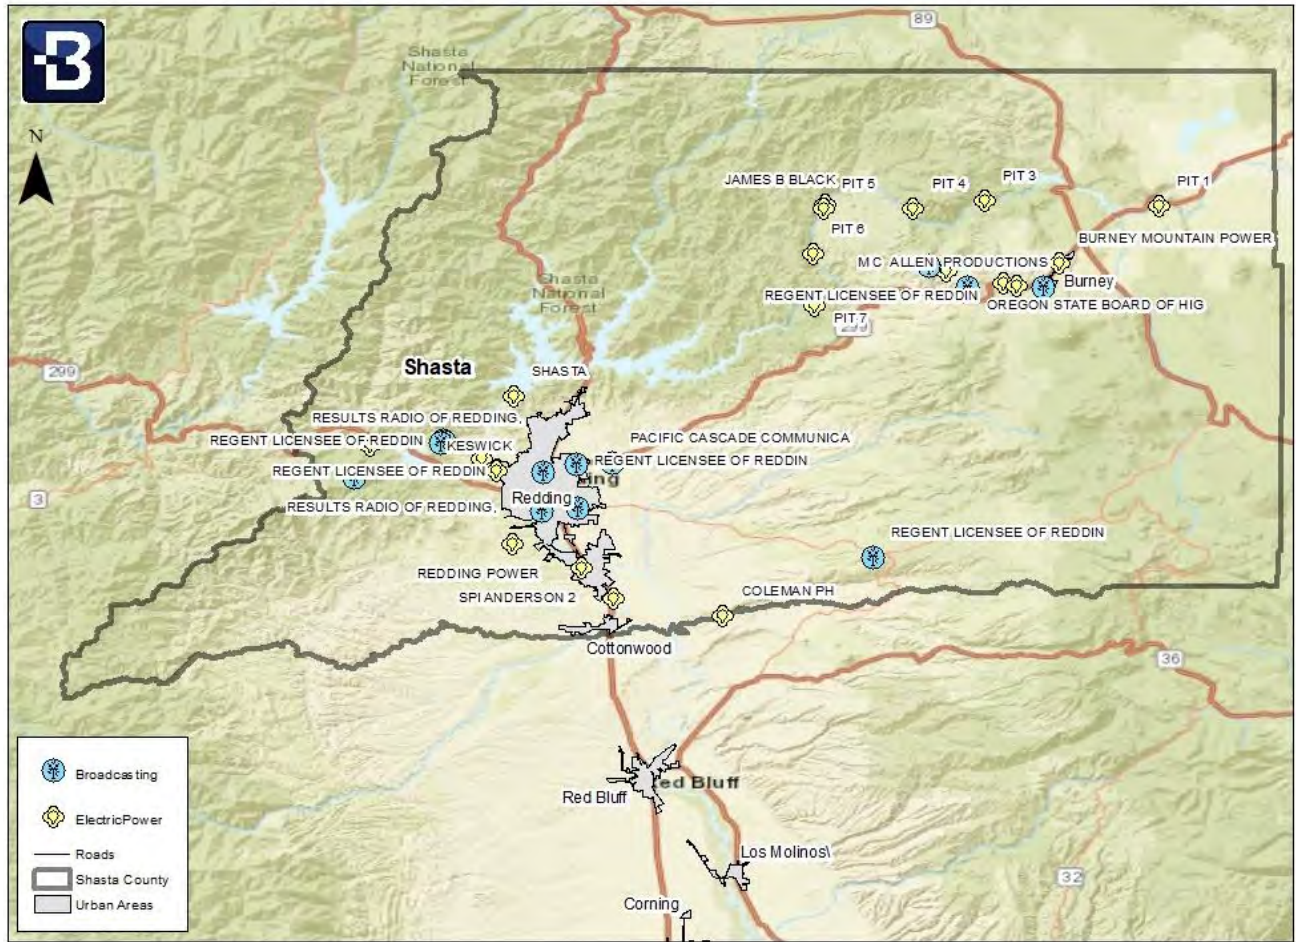 B
89
Shasta
National
Forest
N
JAMES B BLACK
PIT 5
PIT 4
PIT 3
PIT 1
PIT 6
BURNEY MOUNTAIN POWER
MC ALLEN PRODUCTIONS
Burney
REGENT LICENSEE OF REDDIN
OREGON STATE BOARD OF HIG
Shasta
National
Forest
PIT 7
299
299
Shasta
SHASTA
RESULTS RADIO OF REDDING,
REGENT LICENSEE OF REDDIN
KESWICK
PACIFIC CASCADE COMMUNICA
REGENT LICENSEE OF REDDIN
REGENT LICENSEE OF REDDIN
3
Redding
RESULTS RADIO OF REDDING,
REGENT LICENSEE OF REDDIN
REDDING POWER
SPI ANDERSON 2
COLEMAN PH
Cottonwood
36
Red Bluff
Red Bluff
Los Molinos\
32
Corning
Broadcasting
ElectricPower
Roads
Shasta County
Urban Areas